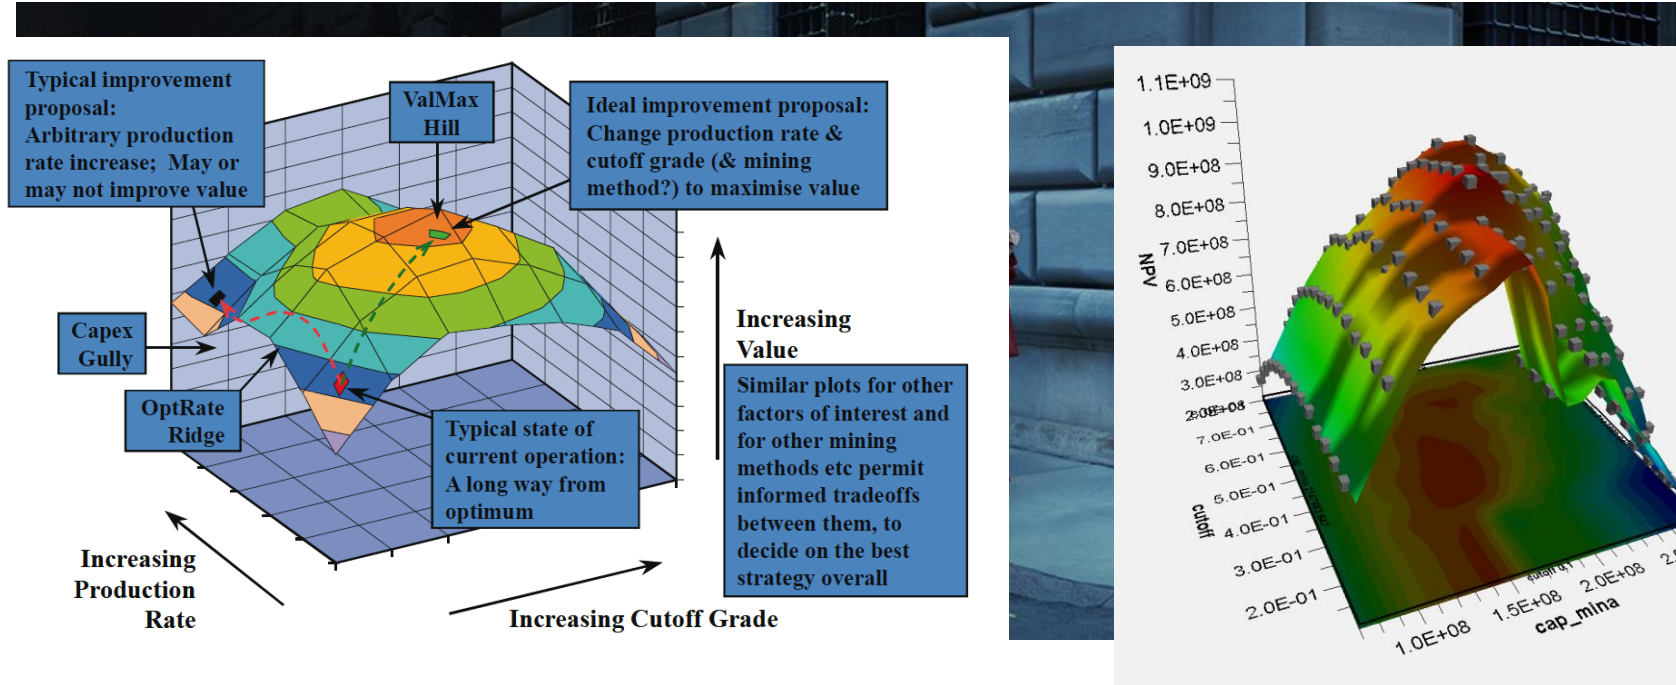 Typical improvement
proposal:
Arbitrary production
rate increase;  May or
may not improve value
ValMax
Hill
Ideal improvement proposal:
Change production rate &
cutoff grade (& mining
method?) to maximise value
Capex
Gully
OptRate
Ridge
Typical state of
current operation:
A long way from
optimum
Increasing
Value
Similar plots for other
factors of interest and
for other mining
methods etc permit
informed tradeoffs
between them, to
decide on the best
strategy overall
Increasing
Production
Rate
Increasing Cutoff Grade
1.1E+09
1.0E+09
9.0E+08
8.0E+08
7.0E+08
6.0E+08
5.0E+08
4.0E+08
3.0E+08
NPV
7.0E-01
6.0E-01
5.0E-01
4.0E-01
3.0E-01
2.0E-01
cutoff
1.0E+08
1.5E+08
2.0E+08
cap_mina